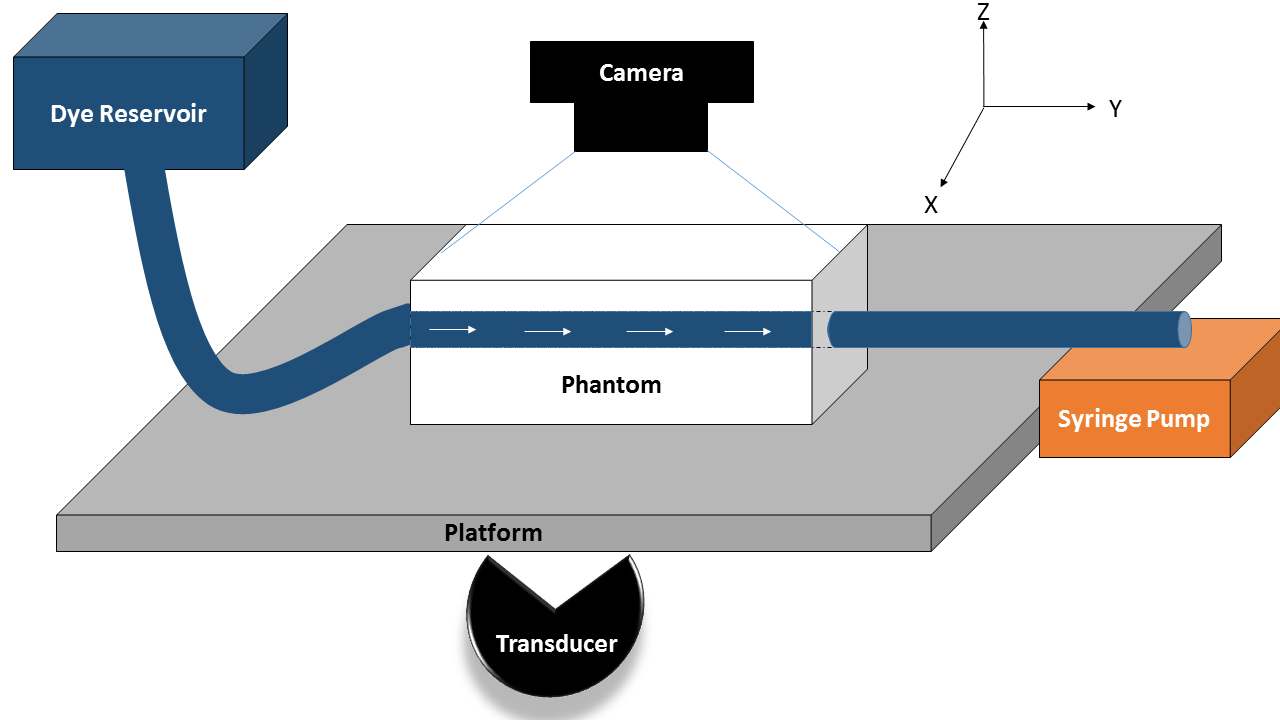 Z
Camera
Dye Reservoir
Y
X
Phantom
Syringe Pump
Platform
Transducer